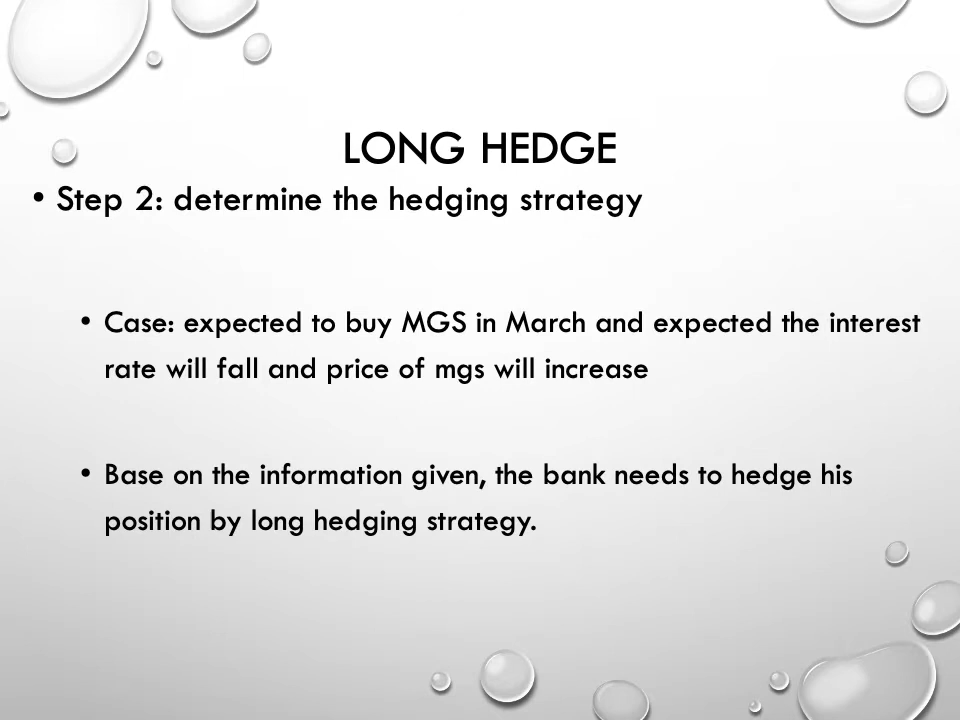 LONG HEDGE
• Step 2: determine the hedging strategy
• Case: expected to buy MGS in March and expected the interest
rate will fall and price of mgs will increase
• Base on the information given, the bank needs to hedge his
position by long hedging strategy.